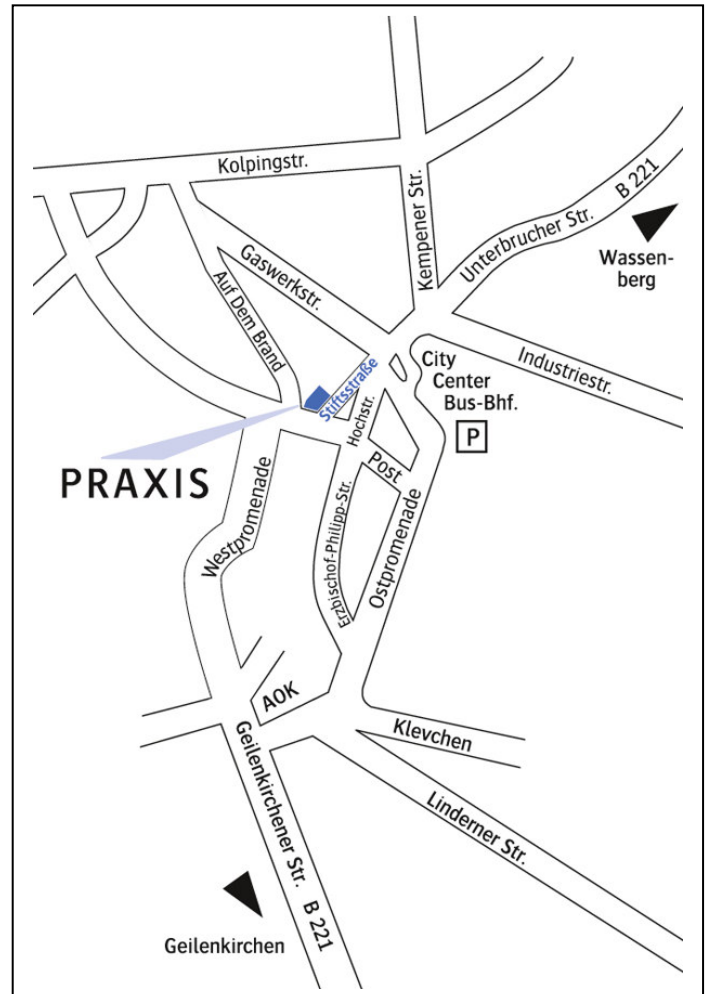 Kolpingstr.
Kempener Str.
Unterbrucher Str.
B 221
Wassen-
berg
Gaswerkstr.
Auf Dem Brand
Stiftsstraße
Hochstr.
City
Center
Bus-Bhf.
P
Industriestr.
PRAXIS
Post
Westpromenade
Erzbischof-Philipp-Str.
Ostpromenade
AOK
Klevchen
Geilenkirchener Str.
B 221
Linderner Str.
Geilenkirchen